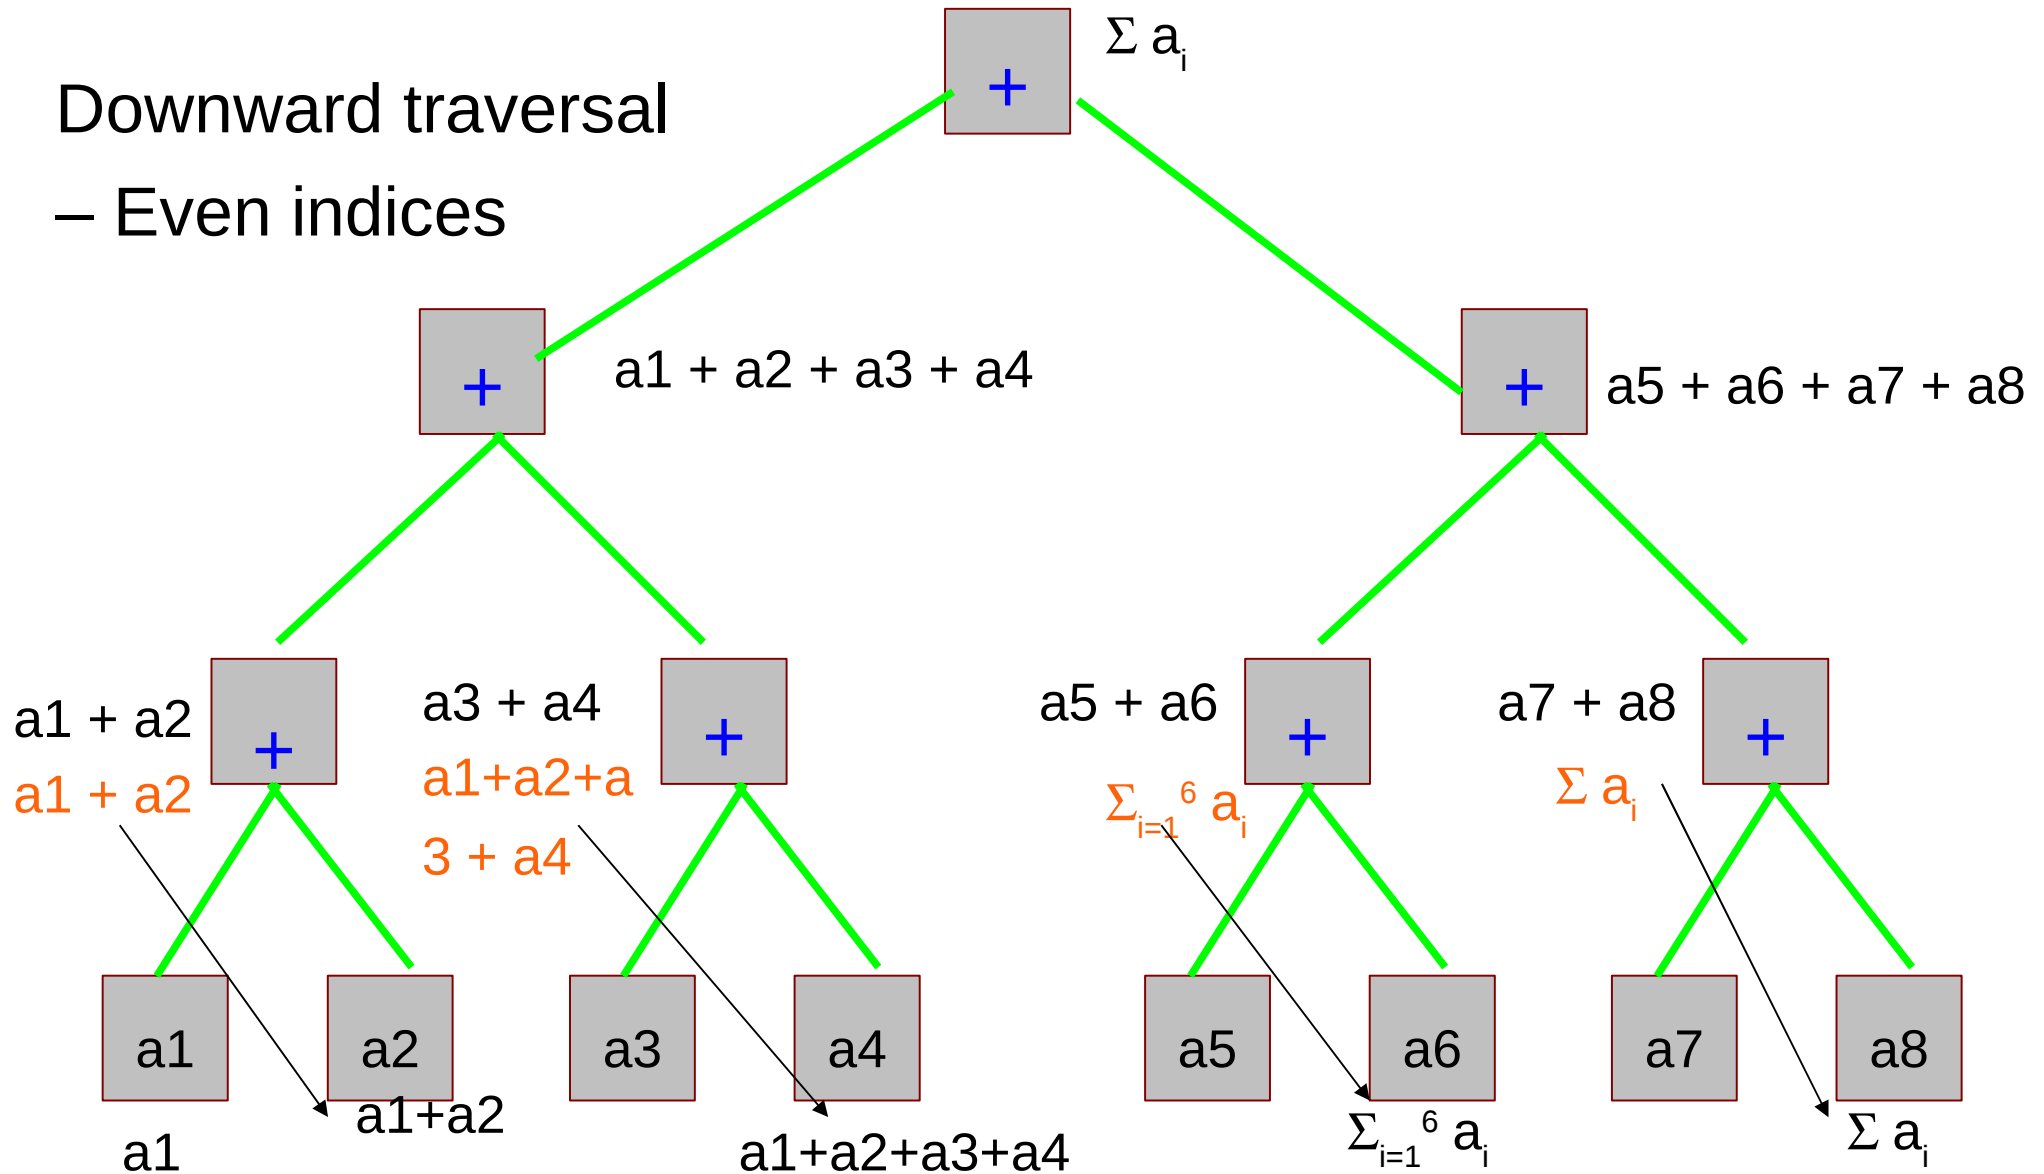 Σ aᵢ
Downward traversal
– Even indices
+
a1 + a2 + a3 + a4
a5 + a6 + a7 + a8
+
+
a1 + a2
a3 + a4
a5 + a6
a7 + a8
+
+
+
+
a1 + a2
a1+a2+a
3 + a4
Σᵢ₌₁⁶ aᵢ
Σ aᵢ
a1
a2
a3
a4
a5
a6
a7
a8
a1
a1+a2
a1+a2+a3+a4
Σᵢ₌₁⁶ aᵢ
Σ aᵢ